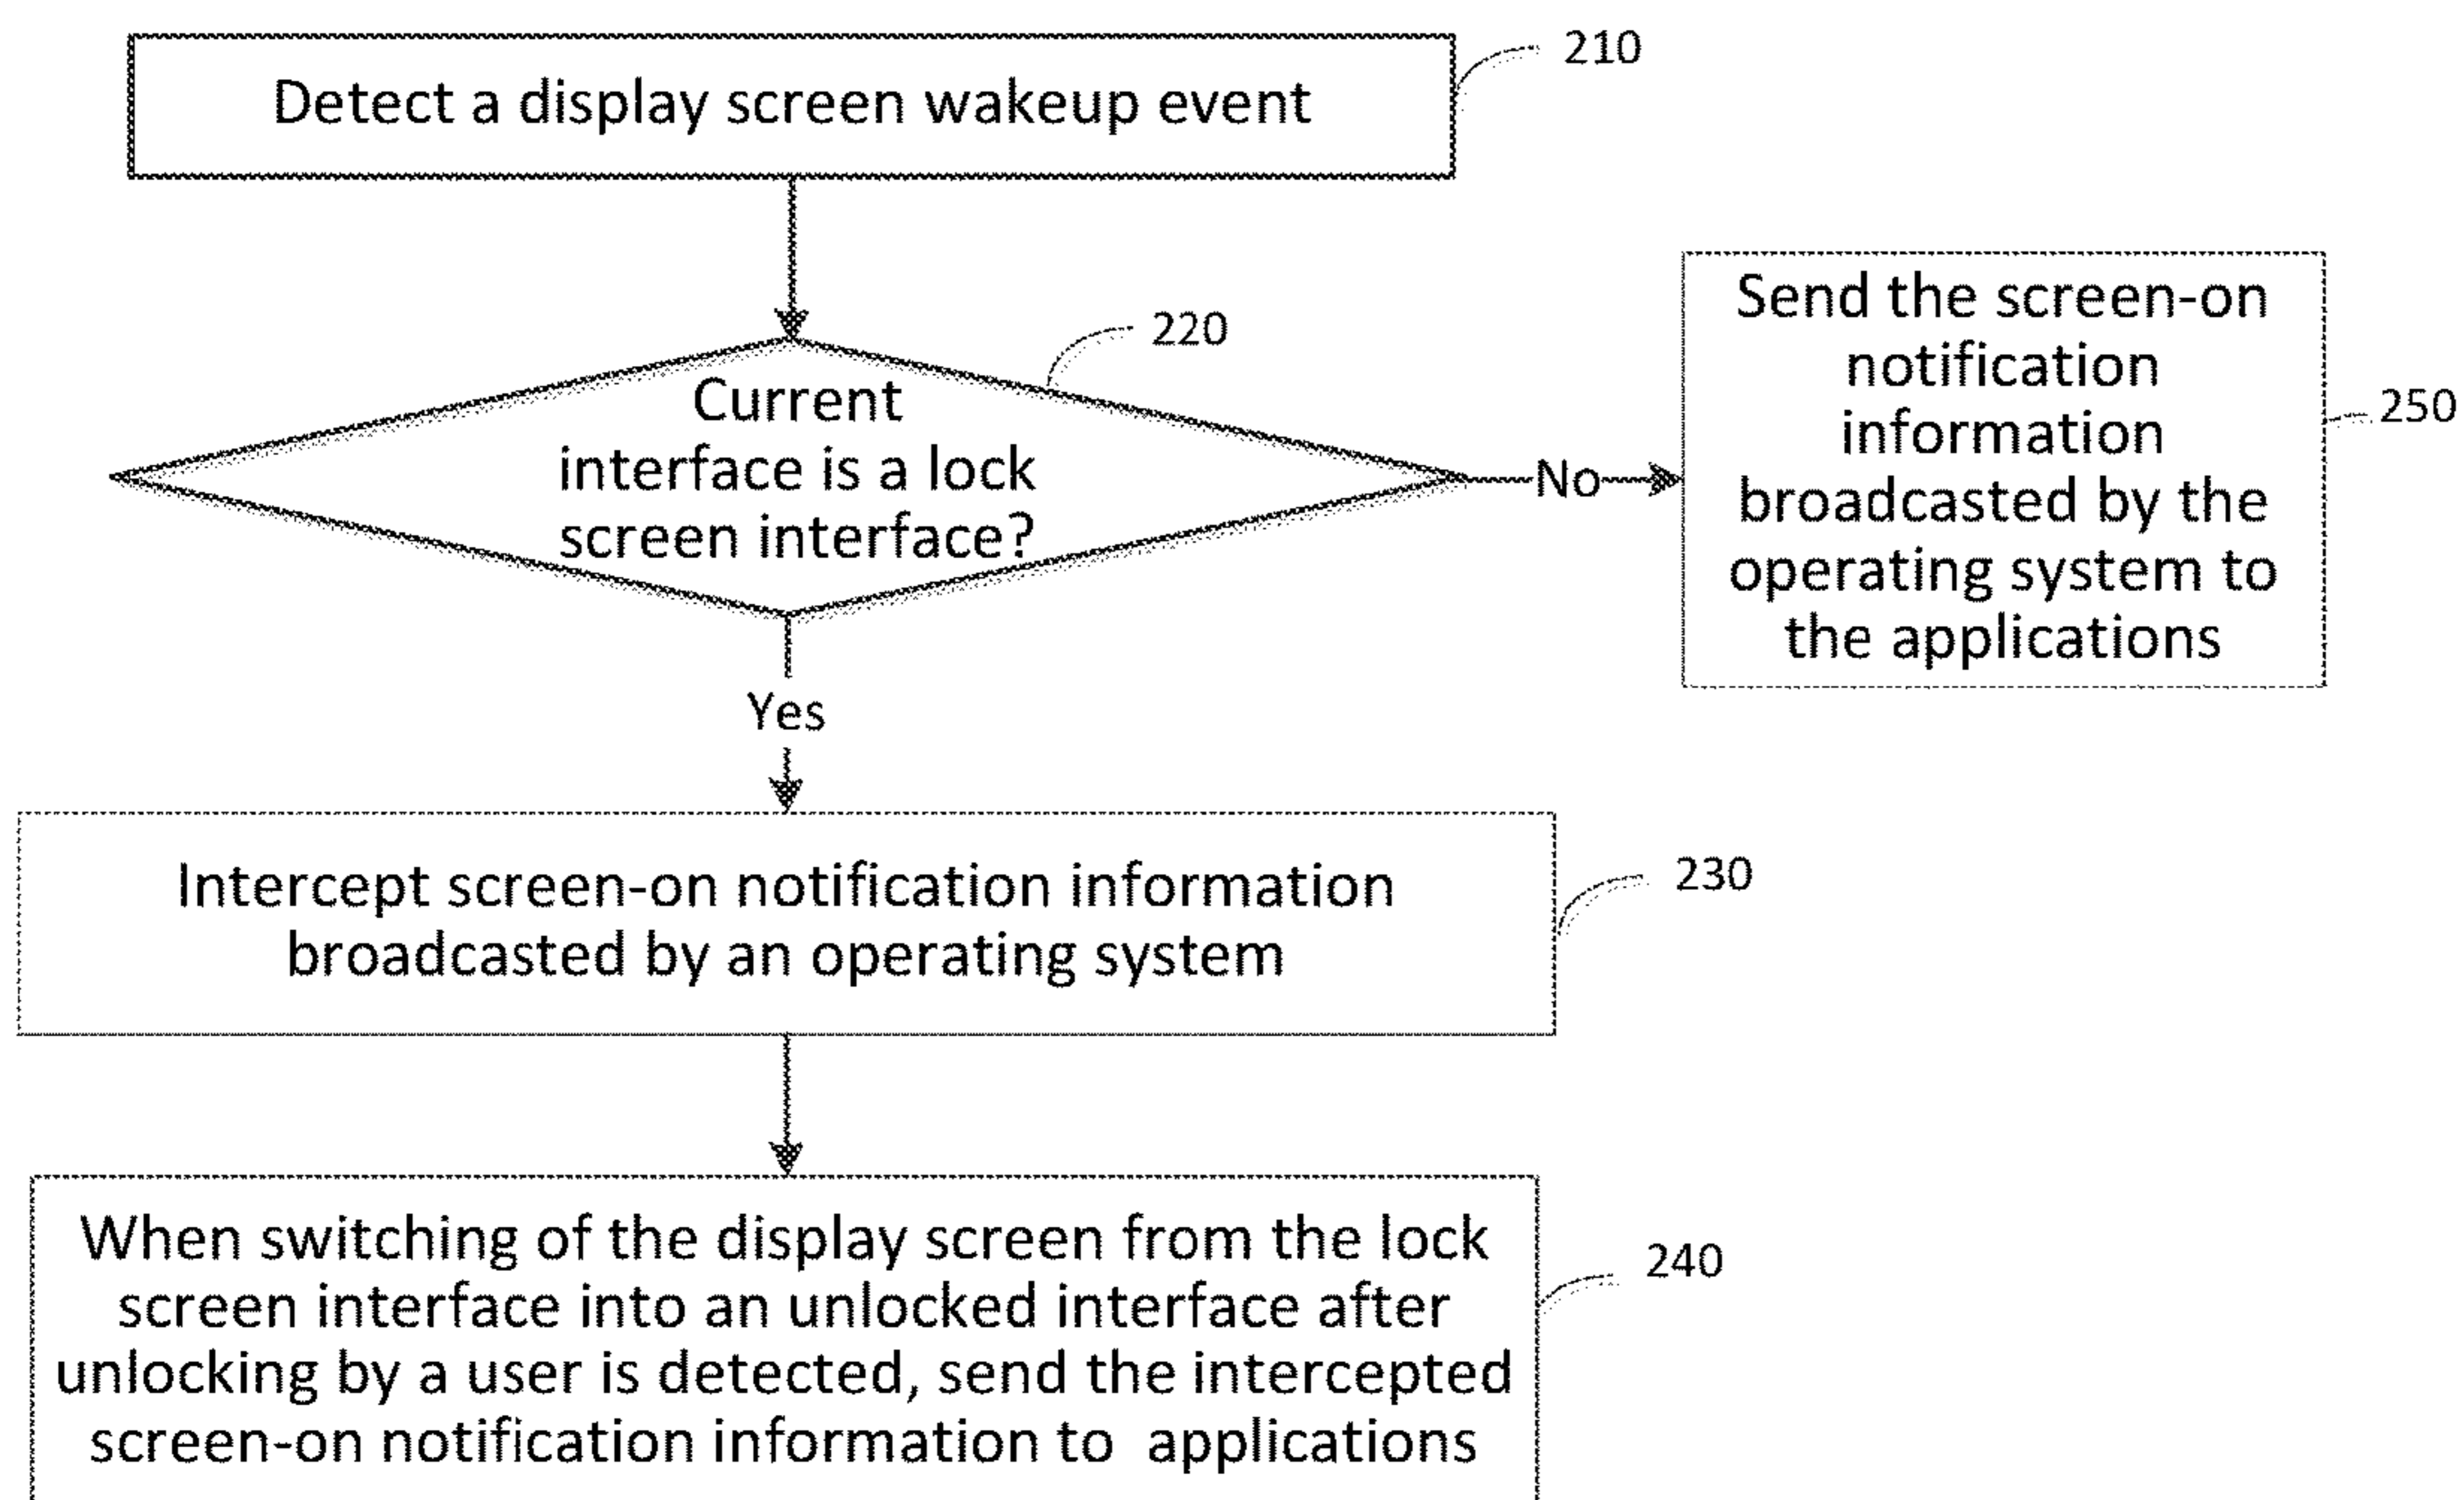 Detect a display screen wakeup event
210
220
Current
interface is a lock
screen interface?
No
Send the screen-on
notification
information
broadcasted by the
operating system to
the applications
250
Yes
Intercept screen-on notification information
broadcasted by an operating system
230
When switching of the display screen from the lock
screen interface into an unlocked interface after
unlocking by a user is detected, send the intercepted
screen-on notification information to applications
240